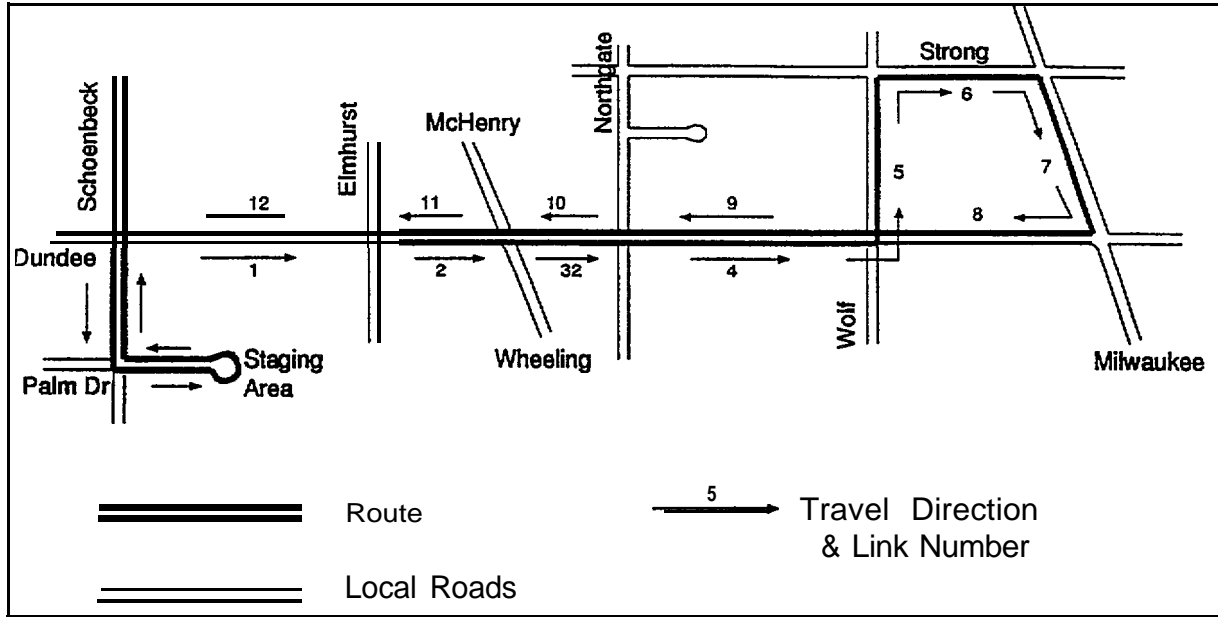 Strong
Northgate
Schoenbeck
Elmhurst
McHenry
6
5
7
12
11
10
9
8
Dundee
1
2
32
4
Wolf
Staging
Area
Wheeling
Milwaukee
Palm Dr
Route
5
Travel Direction
& Link Number
Local Roads